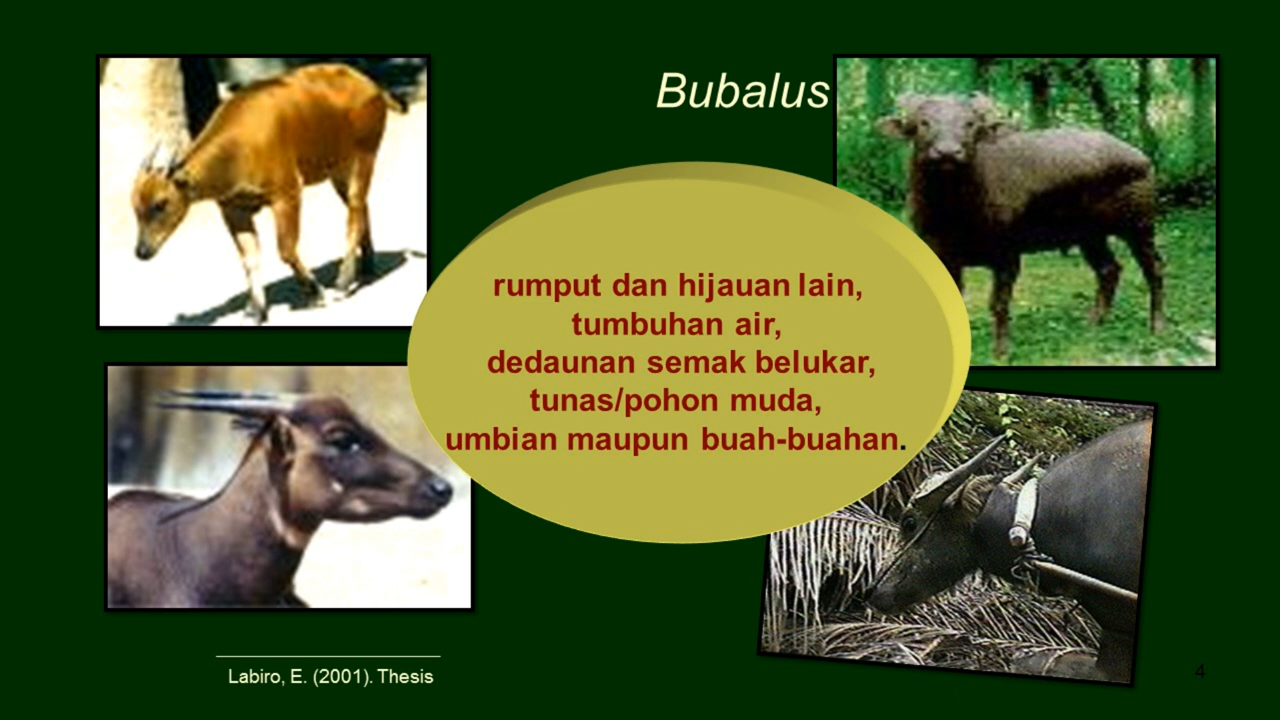 Bubalus
rumput dan hijauan lain,
tumbuhan air,
dedaunan semak belukar,
tunas/pohon muda,
umbian maupun buah-buahan.
Labiro, E. (2001). Thesis
4